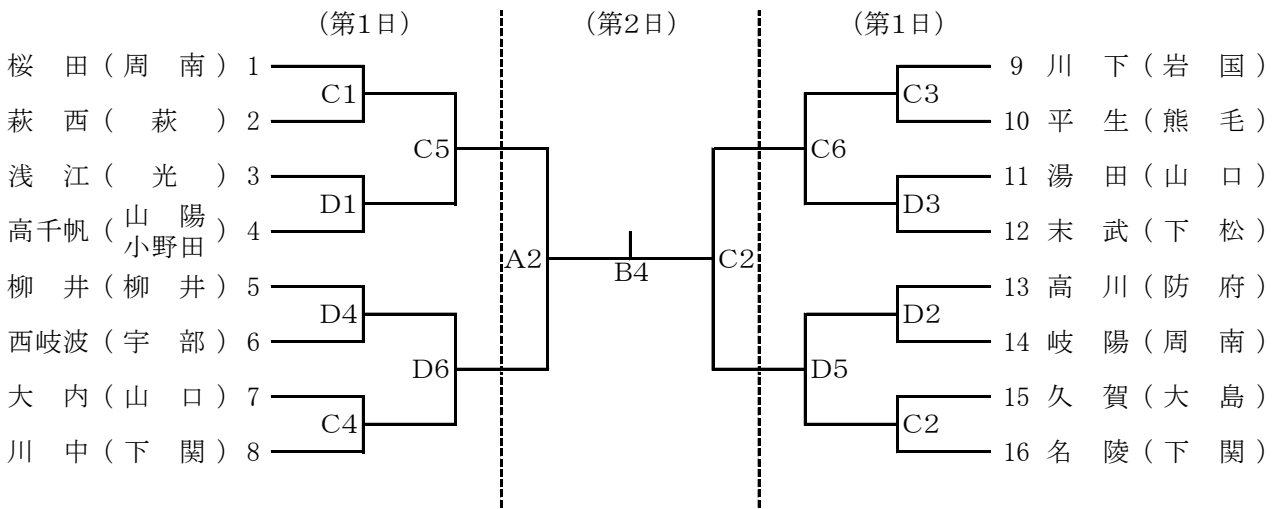 (第1日) (第2日) (第1日)
桜 田 ( 周 南 ) 1 9 川 下 ( 岩 国 )
C1 C3
萩 西 ( 萩 ) 2 10 平 生 ( 熊 毛 )
C5 C6
浅 江 ( 光 ) 3 11 湯 田 ( 山 口 )
D1 D3
高千帆 ( 山 陽 小野田 ) 4 12 末 武 ( 下 松 )
A2 B4 C2
柳 井 ( 柳 井 ) 5 13 高 川 ( 防 府 )
D4 D2
西岐波 ( 宇 部 ) 6 14 岐 陽 ( 周 南 )
D6 D5
大 内 ( 山 口 ) 7 15 久 賀 ( 大 島 )
C4 C2
川 中 ( 下 関 ) 8 16 名 陵 ( 下 関 )